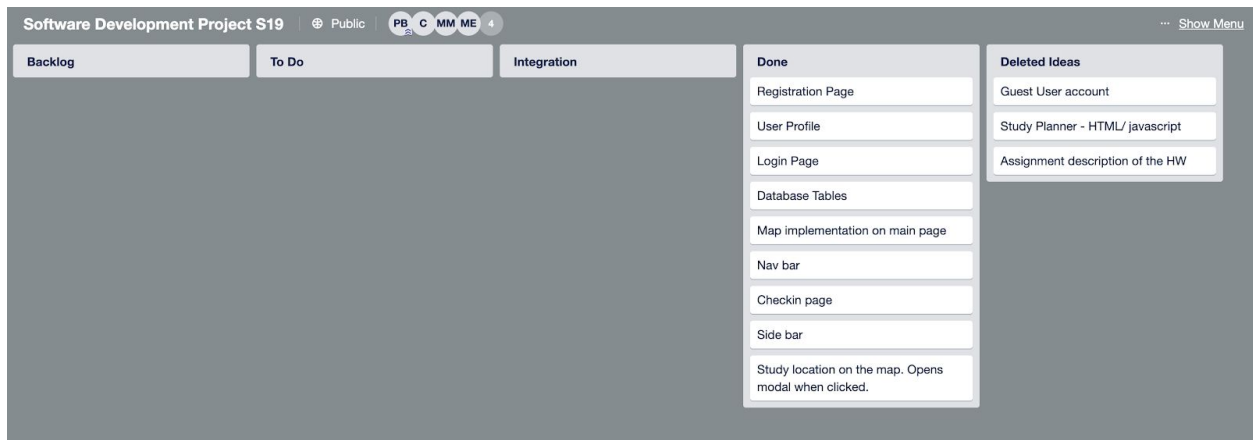 Software Development Project S19 Public PB C MM ME 4 ... Show Menu
Backlog
To Do
Integration
Done
Registration Page
User Profile
Login Page
Database Tables
Map implementation on main page
Nav bar
Checkin page
Side bar
Study location on the map. Opens
modal when clicked.
Deleted Ideas
Guest User account
Study Planner - HTML/ javascript
Assignment description of the HW